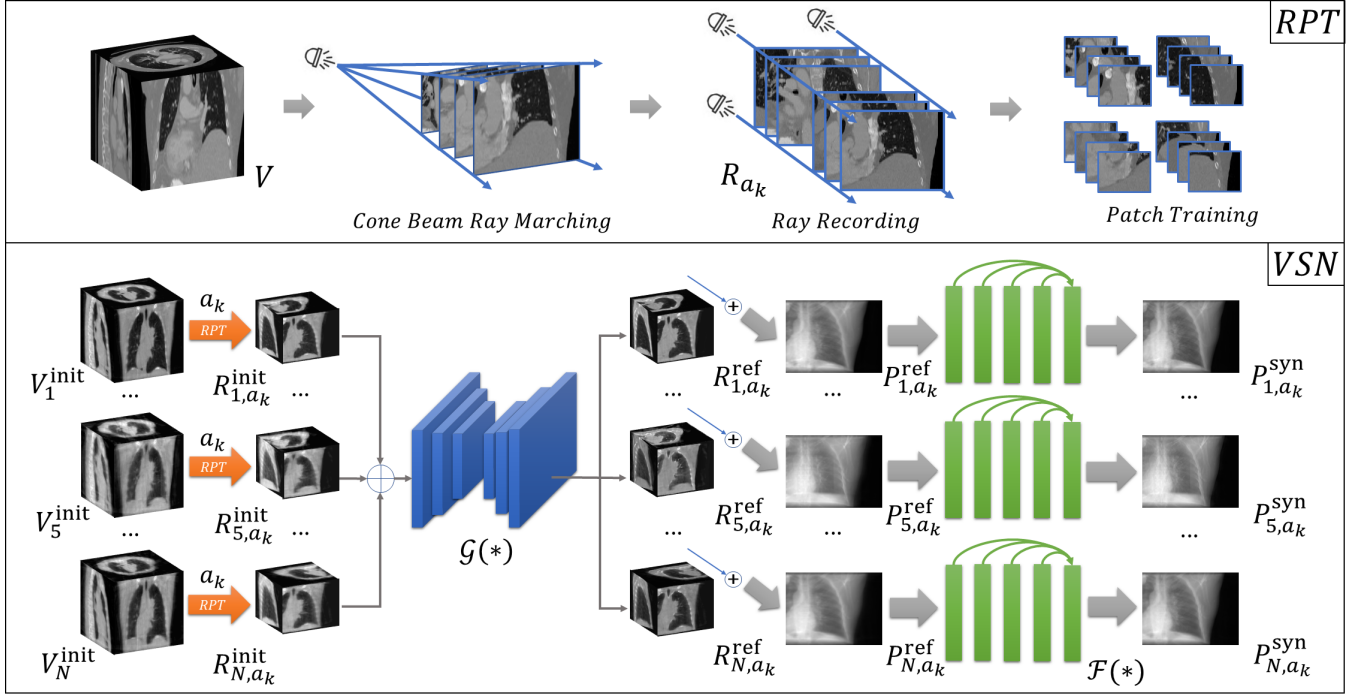 RPT
V
R_{a_k}
Cone Beam Ray Marching
Ray Recording
Patch Training
VSN
a_k
RPT
V_1^{init}
R_{1,a_k}^{init}
R_{1,a_k}^{ref}
P_{1,a_k}^{ref}
P_{1,a_k}^{syn}
... ... ... ... ...
a_k
RPT
V_5^{init}
R_{5,a_k}^{init}
R_{5,a_k}^{ref}
P_{5,a_k}^{ref}
P_{5,a_k}^{syn}
... ... ... ... ...
𝒢(*)
a_k
RPT
V_N^{init}
R_{N,a_k}^{init}
R_{N,a_k}^{ref}
P_{N,a_k}^{ref}
ℱ(*)
P_{N,a_k}^{syn}